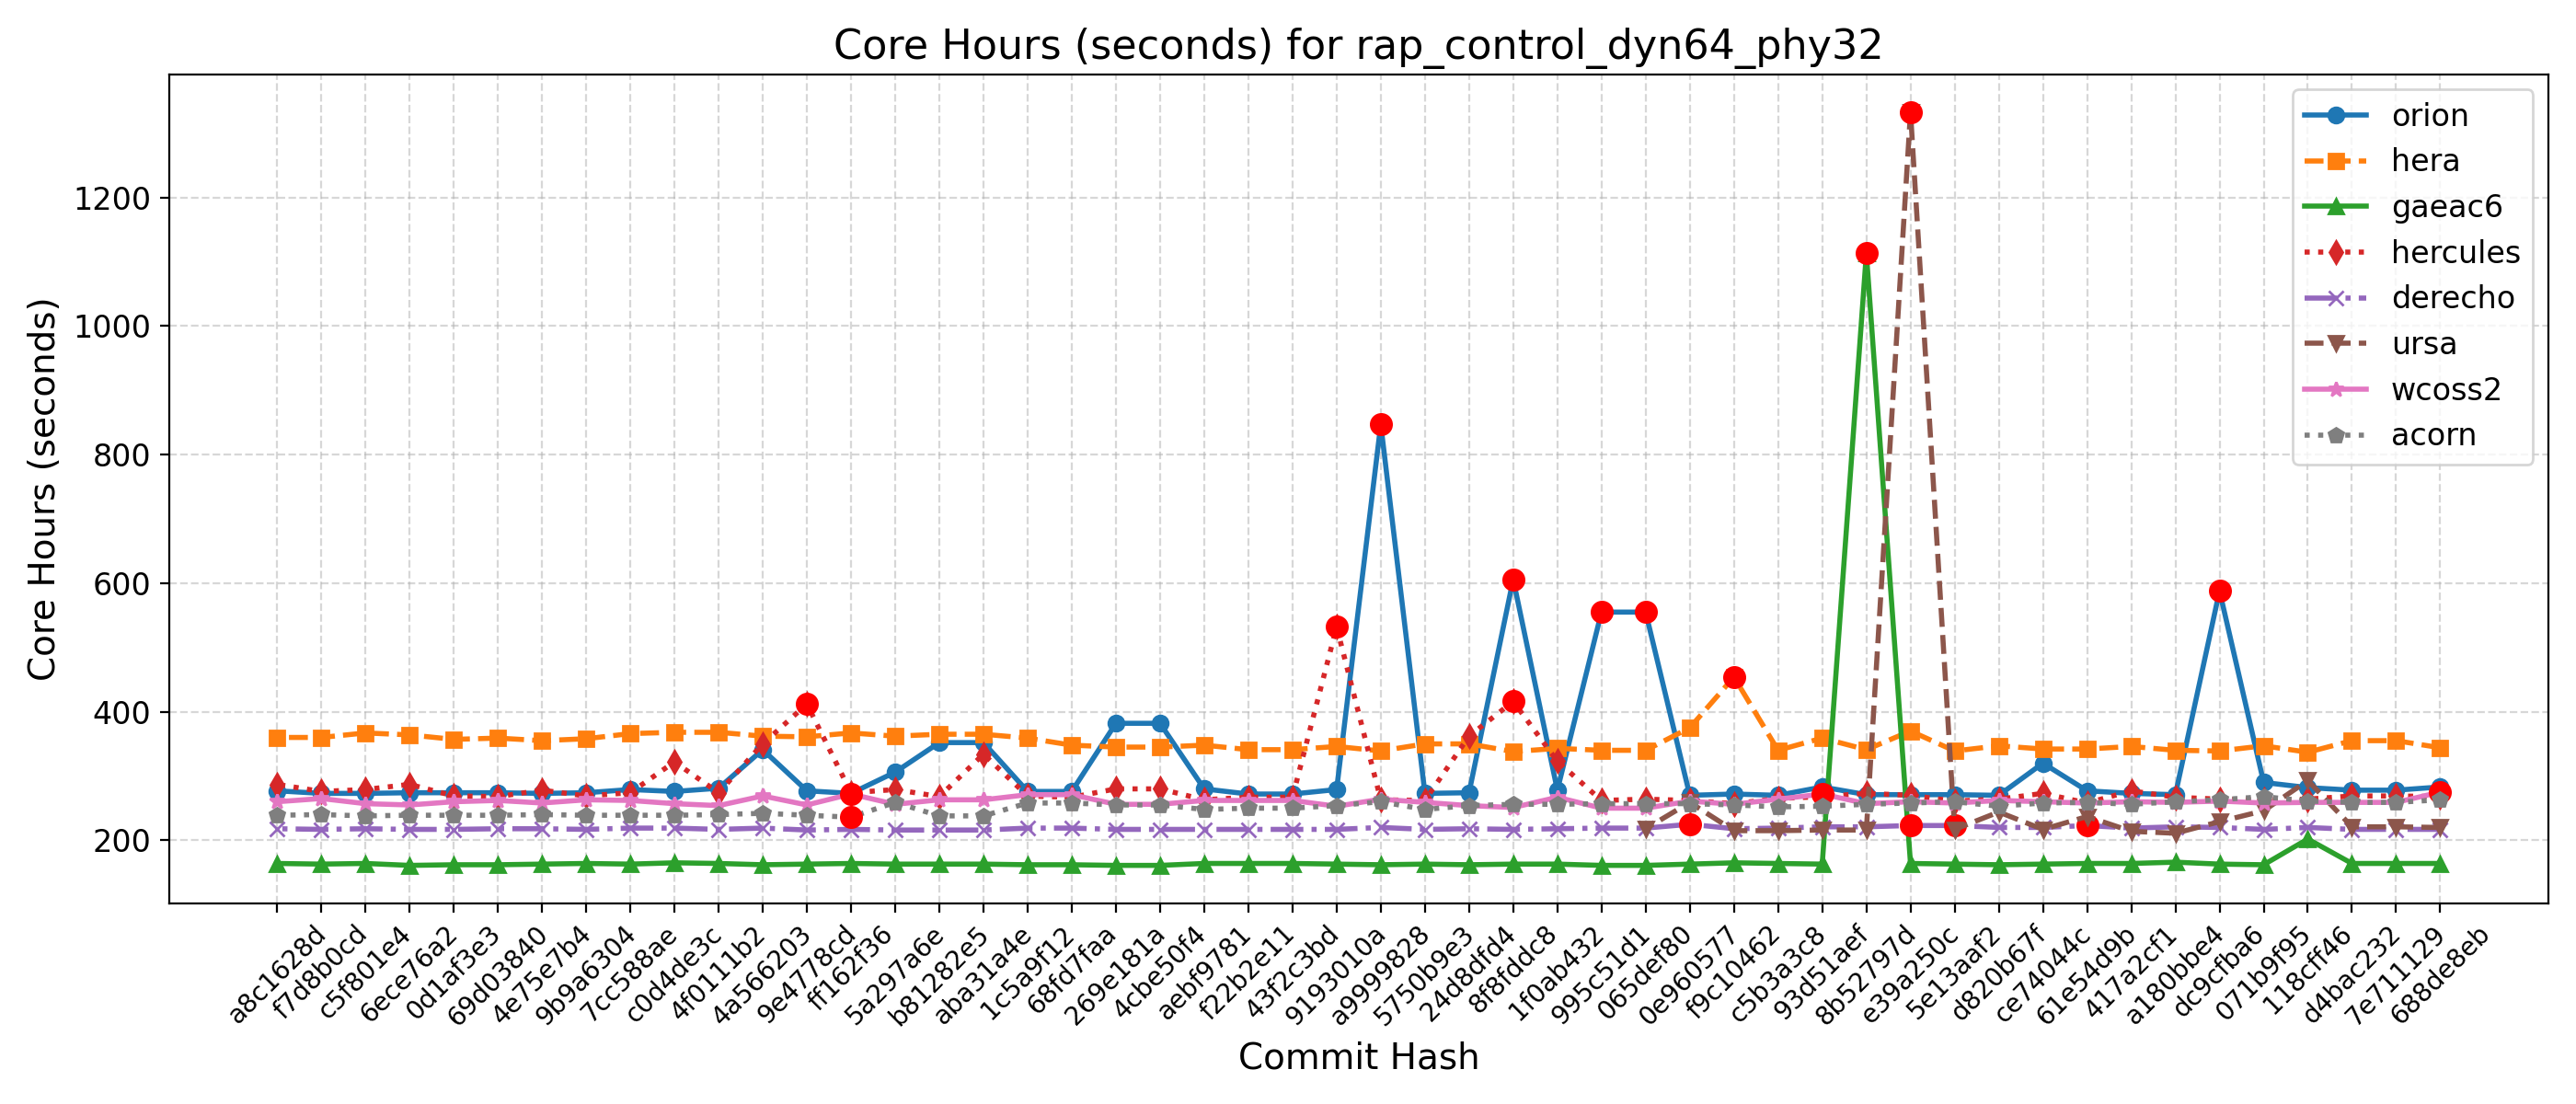 Core Hours (seconds) for rap_control_dyn64_phy32
Core Hours (seconds)
1200
1000
800
600
400
200
orion
hera
gaeac6
hercules
derecho
ursa
wcoss2
acorn
a8c1628d
f7d8b0cd
c5f801e4
6ece76a2
0d1af3e3
69d03840
4e75e7b4
9b9a6304
7cc588ae
c0d4de3c
4f0111b2
4a566203
9e4778cd
ff162f36
5a297a6e
b81282e5
aba31a4e
1c5a9f12
68fd7faa
269e181a
4cbe50f4
aebf9781
f22b2e11
43f2c3bd
9193010a
a9999828
5750b9e3
24d8dfd4
8f8fddc8
1f0ab432
995c51d1
065def80
0e960577
f9c10462
c5b3a3c8
93d51aef
8b52797d
e39a250c
5e13aaf2
d820b67f
ce74044c
61e54d9b
417a2cf1
a180bbe4
dc9cfba6
071b9f95
118cff46
d4bac232
7e711129
688de8eb
Commit Hash